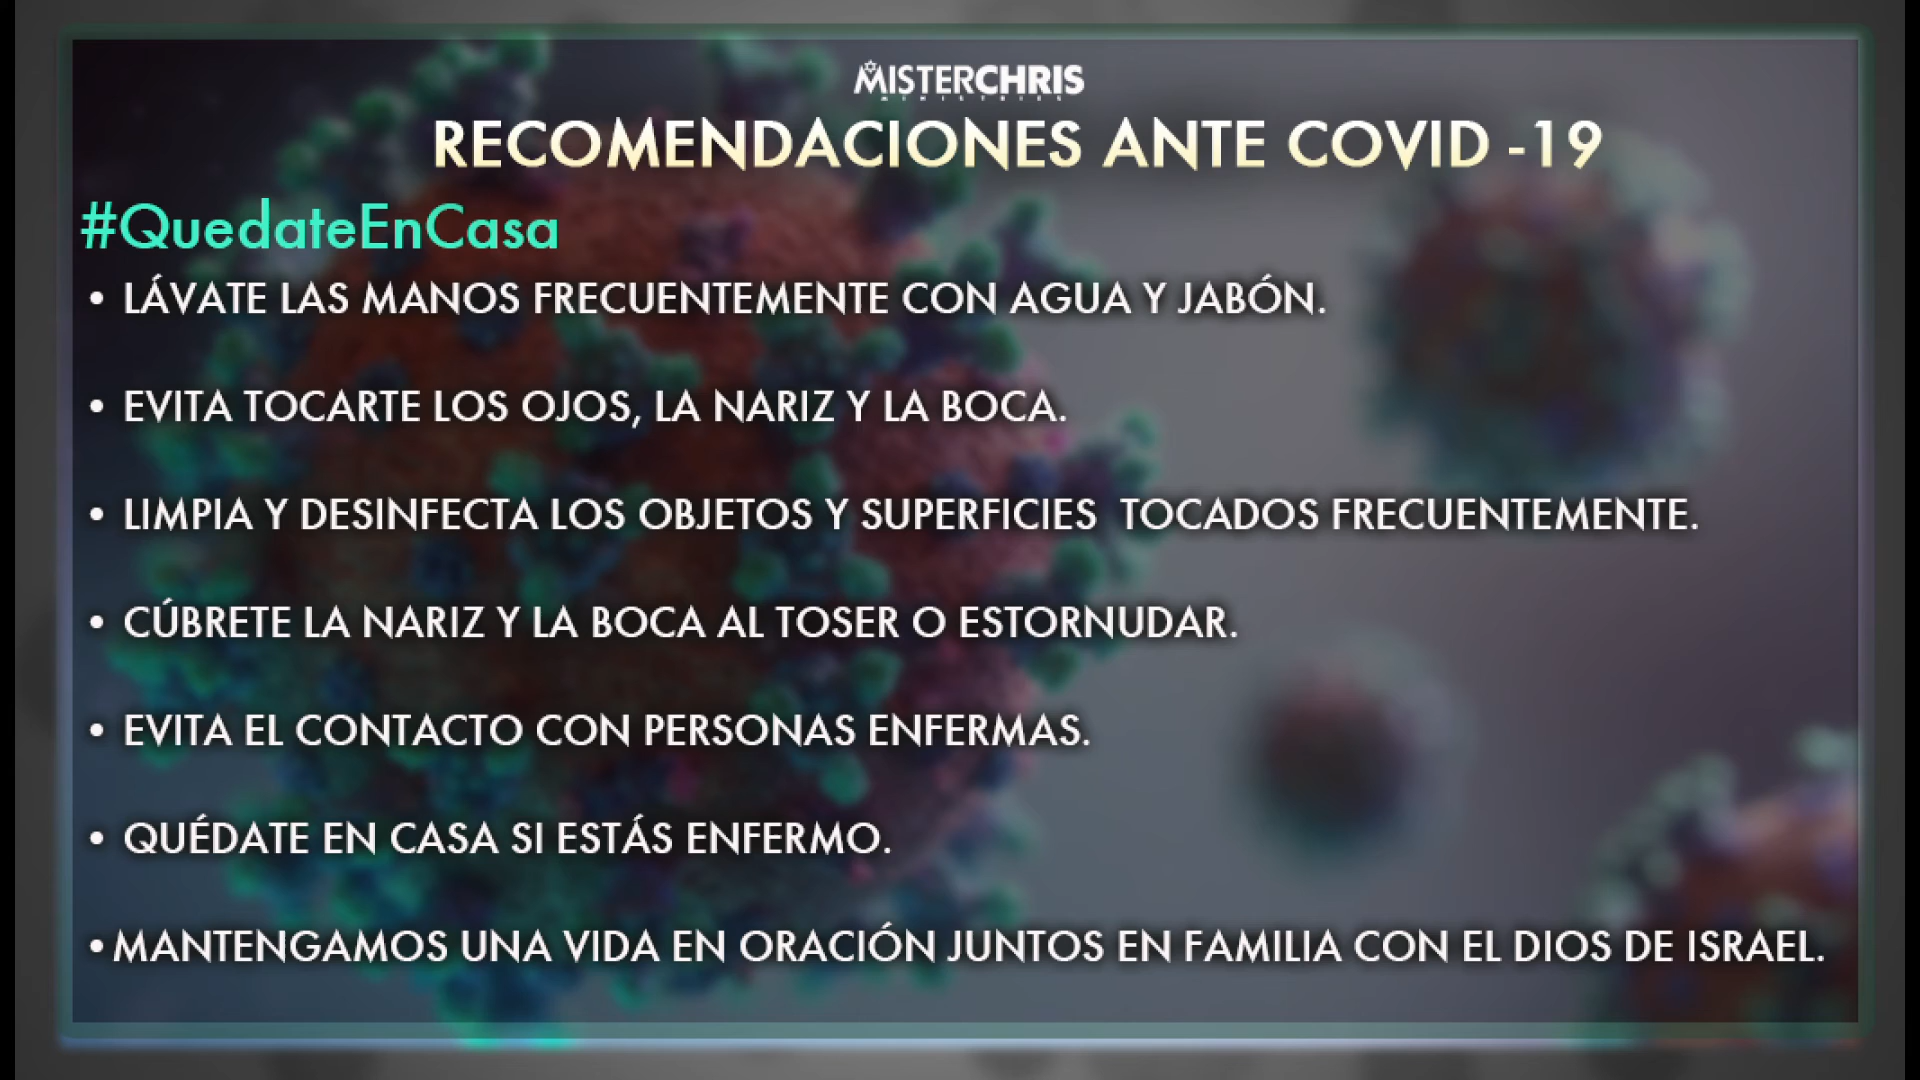 MISTERCHRIS
MINISTRIES
RECOMENDACIONES ANTE COVID -19
#QuedateEnCasa
• LÁVATE LAS MANOS FRECUENTEMENTE CON AGUA Y JABÓN.
• EVITA TOCARTE LOS OJOS, LA NARIZ Y LA BOCA.
• LIMPIA Y DESINFECTA LOS OBJETOS Y SUPERFICIES TOCADOS FRECUENTEMENTE.
• CÚBRETE LA NARIZ Y LA BOCA AL TOSER O ESTORNUDAR.
• EVITA EL CONTACTO CON PERSONAS ENFERMAS.
• QUÉDATE EN CASA SI ESTÁS ENFERMO.
•MANTENGAMOS UNA VIDA EN ORACIÓN JUNTOS EN FAMILIA CON EL DIOS DE ISRAEL.